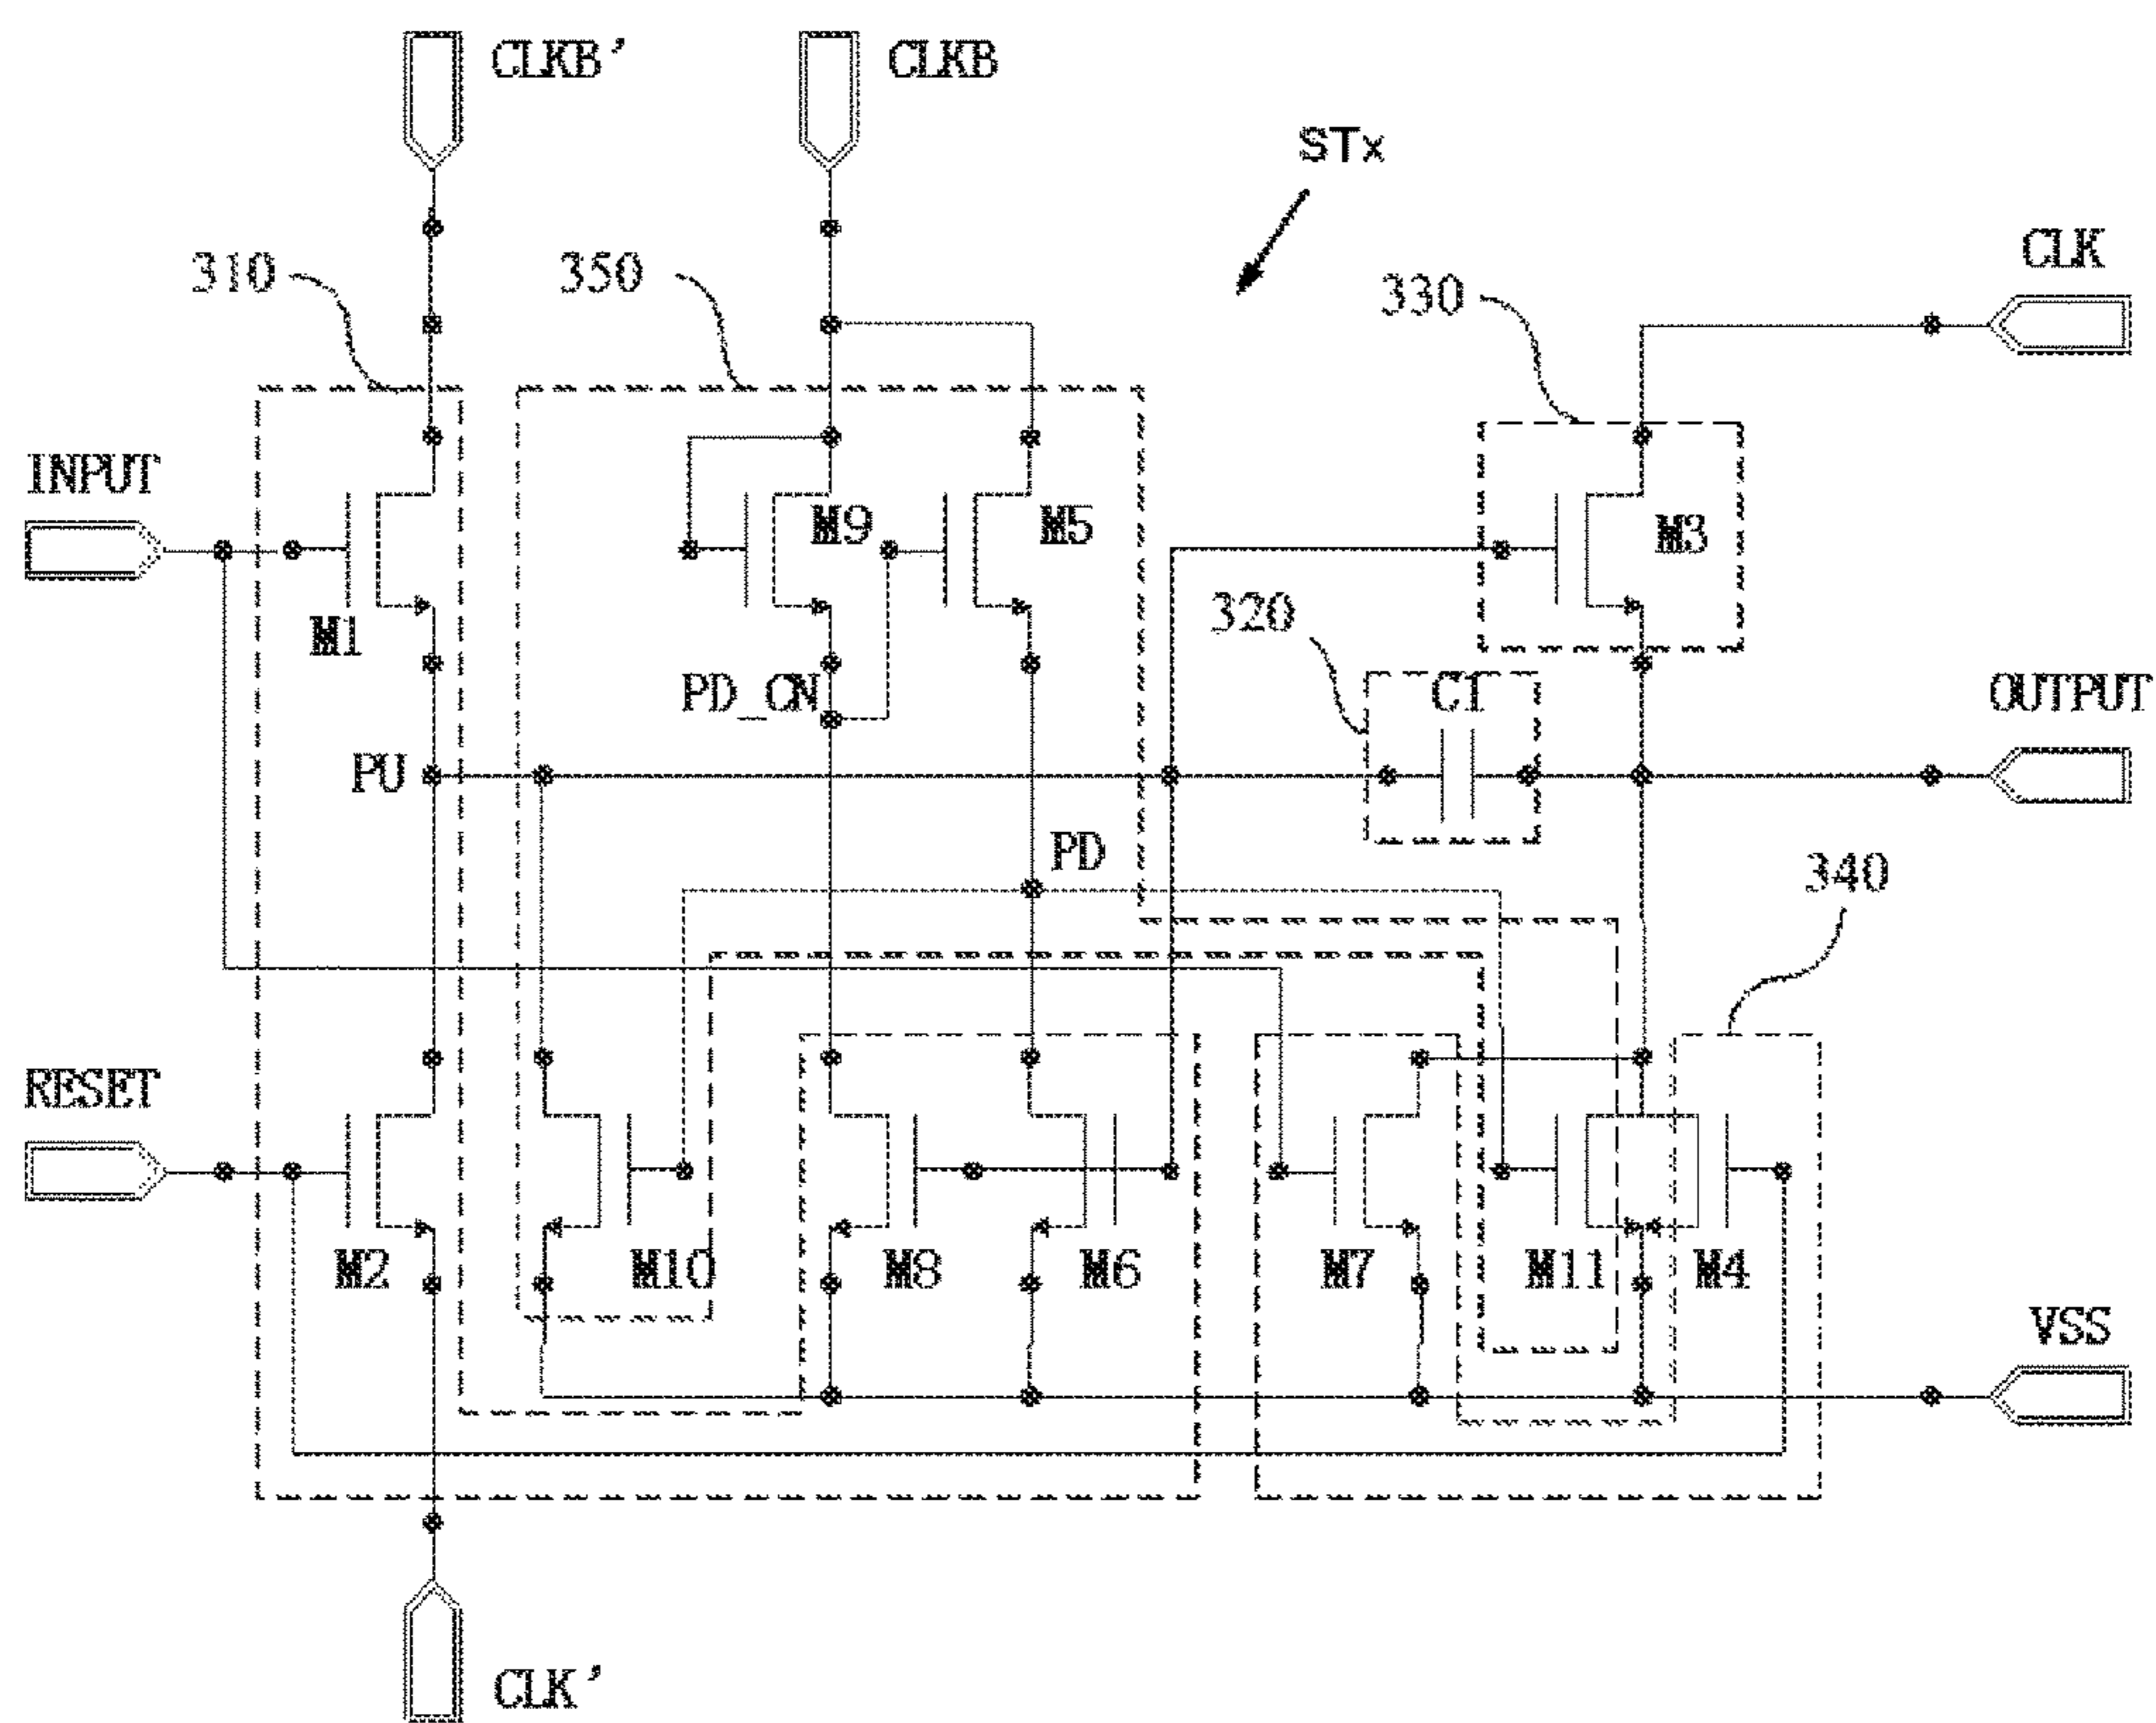 CLKB'
CLKB
STx
310
350
330
CLK
INPUT
M9
M5
M3
M1
320
PD_CN
C1
OUTPUT
PU
PD
340
RESET
M2
M10
M8
M6
M7
M11
M4
VSS
CLK'